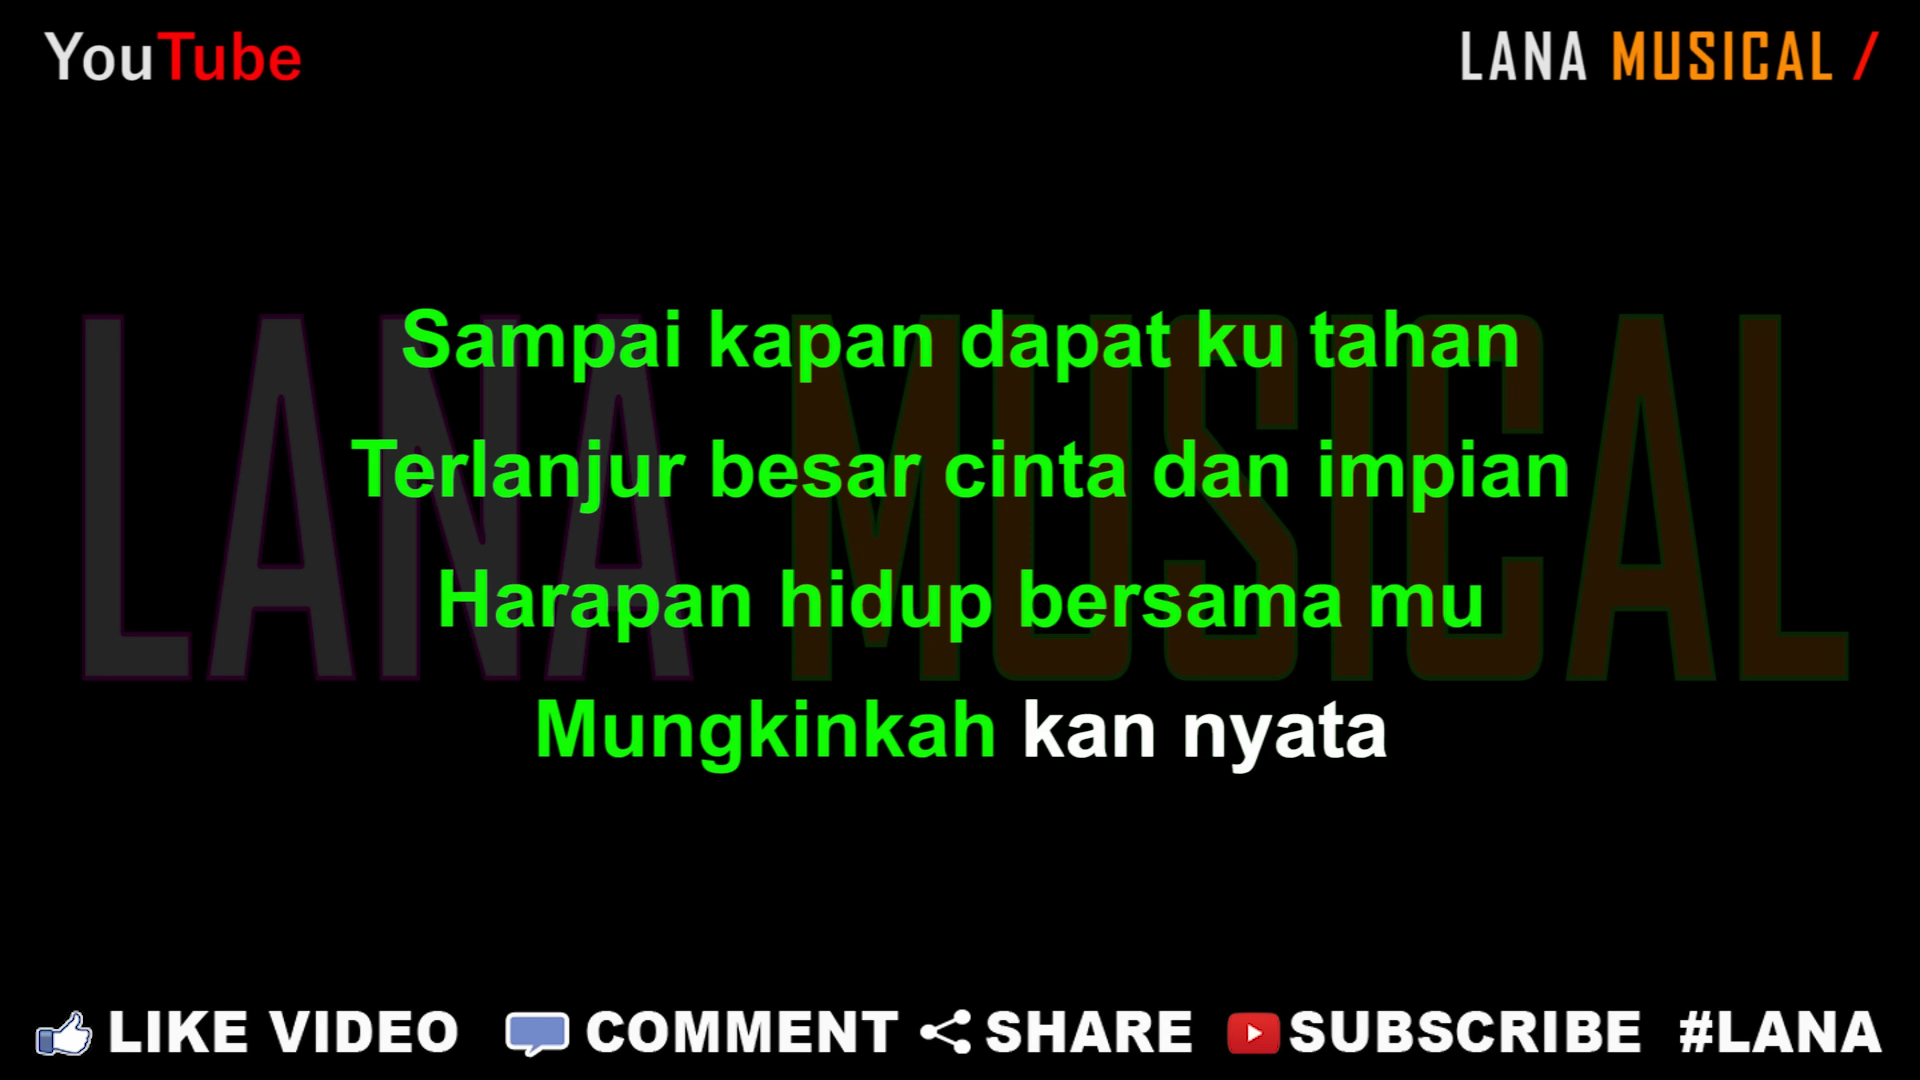 YouTube
LANA MUSICAL /
LANA MUSICAL
Sampai kapan dapat ku tahan
Terlanjur besar cinta dan impian
Harapan hidup bersama mu
Mungkinkah kan nyata
LIKE VIDEO COMMENT SHARE SUBSCRIBE #LANA